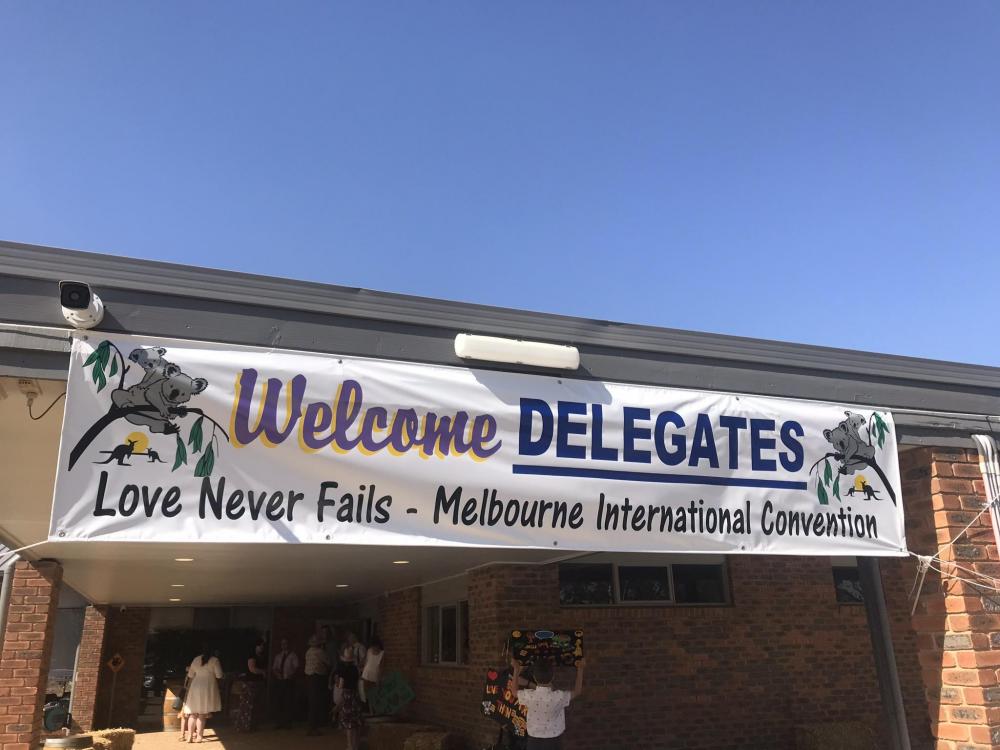 Welcome DELEGATES
Love Never Fails - Melbourne International Convention